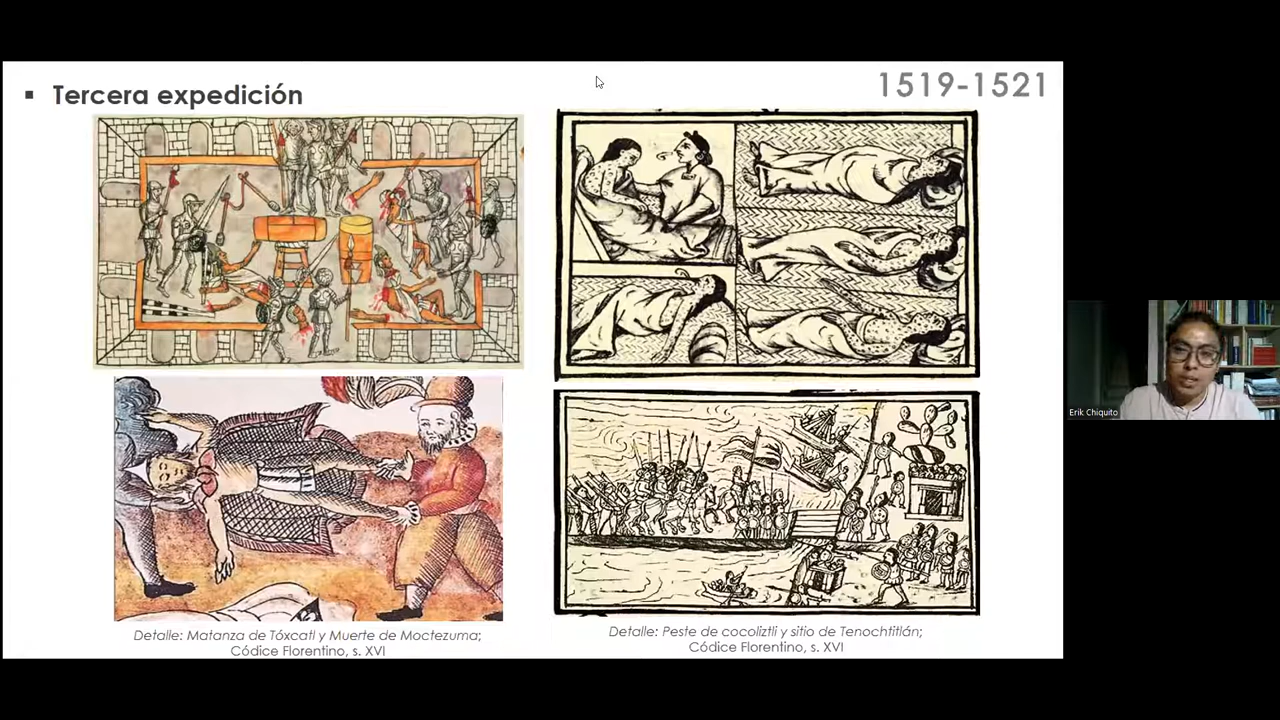 Tercera expedición
1519-1521
Detalle: Matanza de Tóxcatl y Muerte de Moctezuma;
Códice Florentino, s. XVI
Detalle: Peste de cocoliztli y sitio de Tenochtitlán;
Códice Florentino, s. XVI
Erik Chiquito